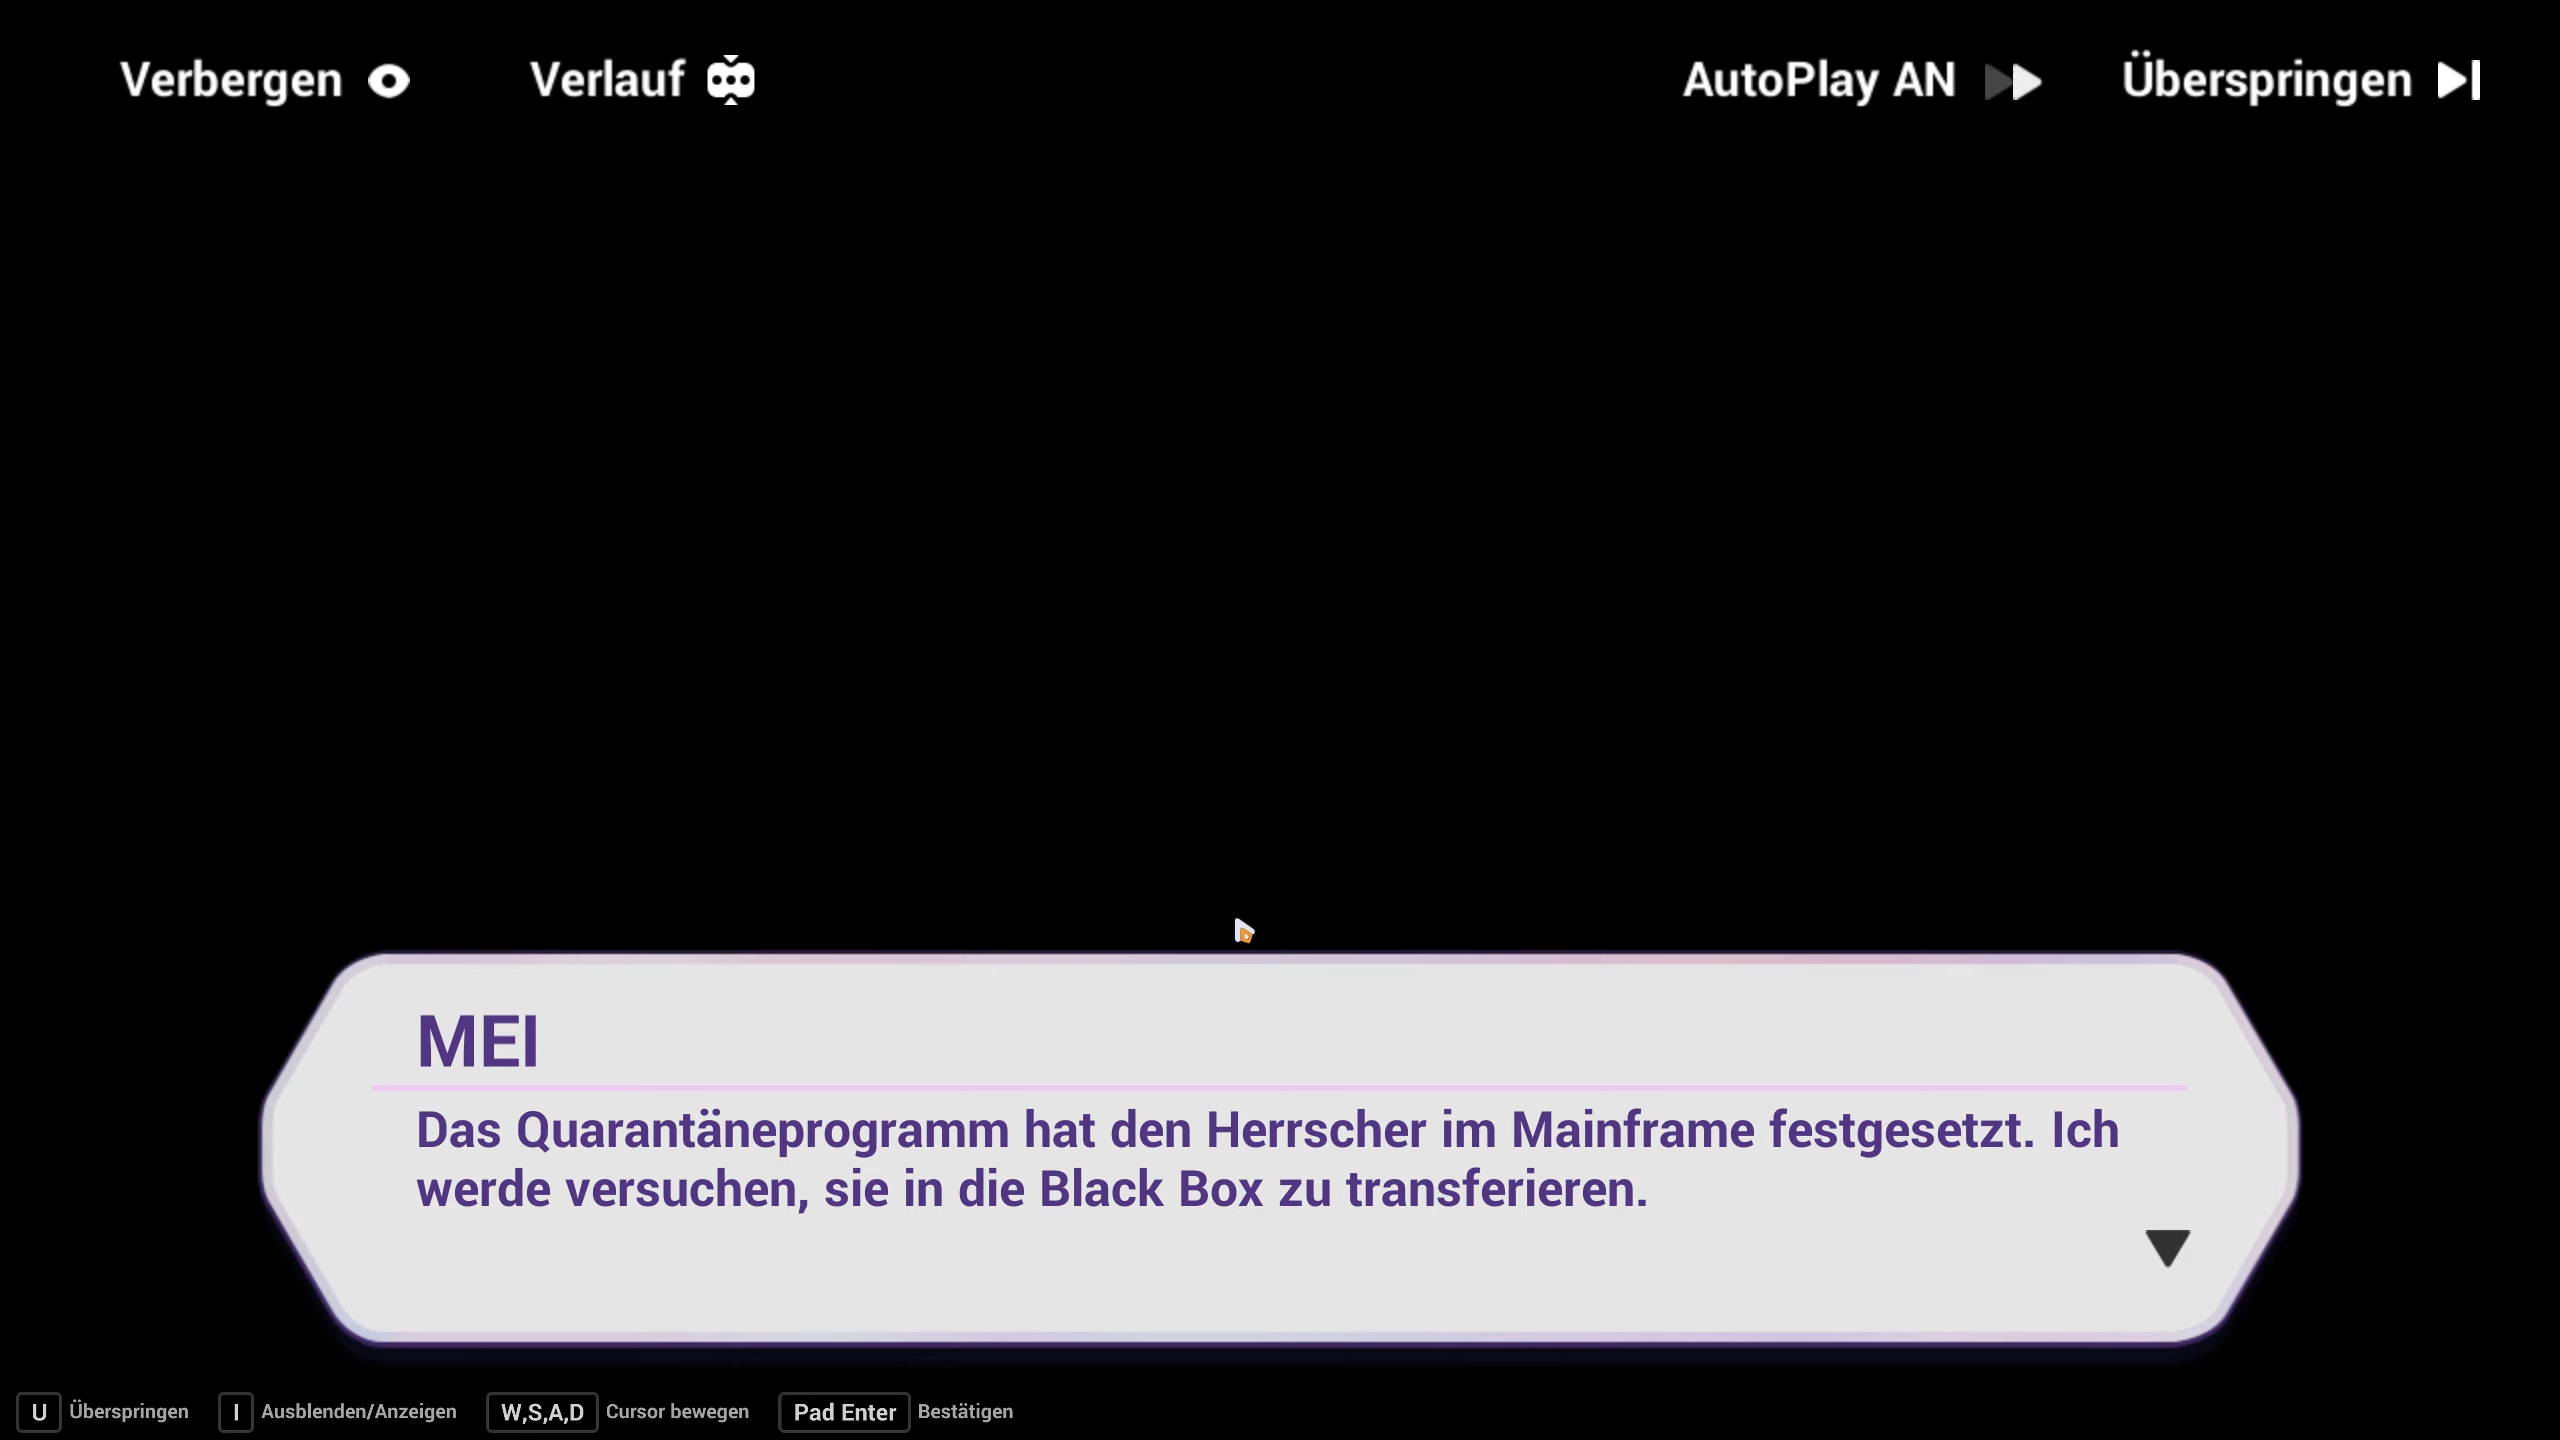 Verbergen
Verlauf
AutoPlay AN
Überspringen
MEI
Das Quarantäneprogramm hat den Herrscher im Mainframe festgesetzt. Ich
werde versuchen, sie in die Black Box zu transferieren.
U Überspringen I Ausblenden/Anzeigen W,S,A,D Cursor bewegen Pad Enter Bestätigen